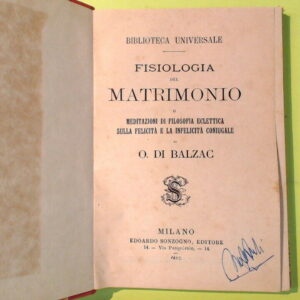 BIBLIOTECA UNIVERSALE
FISIOLOGIA
DEL
MATRIMONIO
O
MEDITAZIONI DI FILOSOFIA ECLETTICA
SULLA FELICITÀ E LA INFELICITÀ CONIUGALE
DI
O. DI BALZAC
MILANO
EDOARDO SONZOGNO, EDITORE
14. — Via Pasquirolo, — 14.